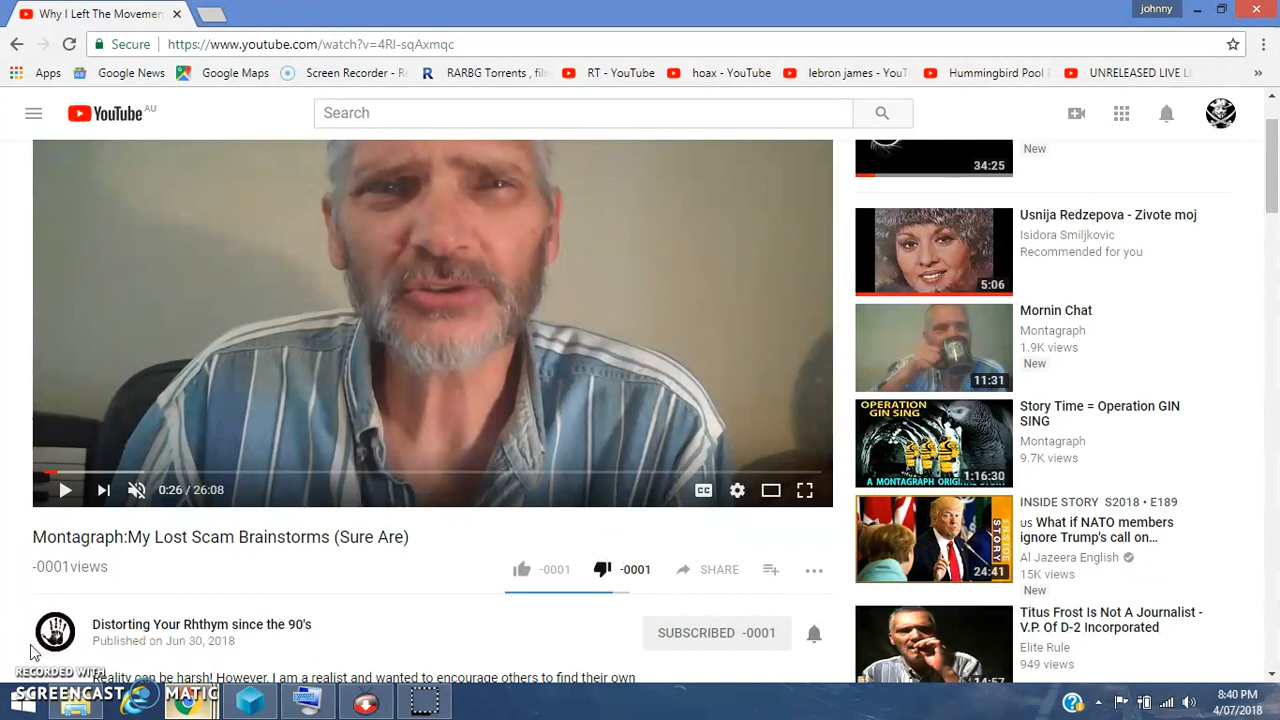 Why I Left The Movemen
johnny
Secure
https://www.youtube.com/watch?v=4RI-sqAxmqc
Apps
Google News
Google Maps
Screen Recorder - Re
RARBG Torrents , film
RT - YouTube
hoax - YouTube
lebron james - YouT
Hummingbird Pool
UNRELEASED LIVE L
YouTube AU
Search
34:25
New
Usnija Redzepova - Zivote moj
Isidora Smiljkovic
Recommended for you
5:06
Mornin Chat
Montagraph
1.9K views
New
11:31
OPERATION
GIN SING
A MONTAGRAPH ORIGINAL
1:16:30
Story Time = Operation GIN
SING
Montagraph
9.7K views
INSIDE STORY S2018 • E189
us What if NATO members
ignore Trump's call on...
Al Jazeera English
15K views
New
INSIDE STORY
24:41
Titus Frost Is Not A Journalist -
V.P. Of D-2 Incorporated
Elite Rule
949 views
14:57
0:26 / 26:08
CC
Montagraph:My Lost Scam Brainstorms (Sure Are)
-0001views
-0001
-0001
SHARE
Distorting Your Rhthym since the 90's
Published on Jun 30, 2018
SUBSCRIBED -0001
Reality can be harsh! However, I am a realist. I wanted to encourage others to find their own
RECORDED WITH
SCREENCAST MATIC
8:40 PM
4/07/2018